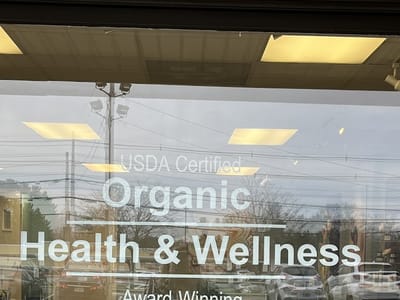 USDA Certified
Organic
Health & Wellness
Award-Winning